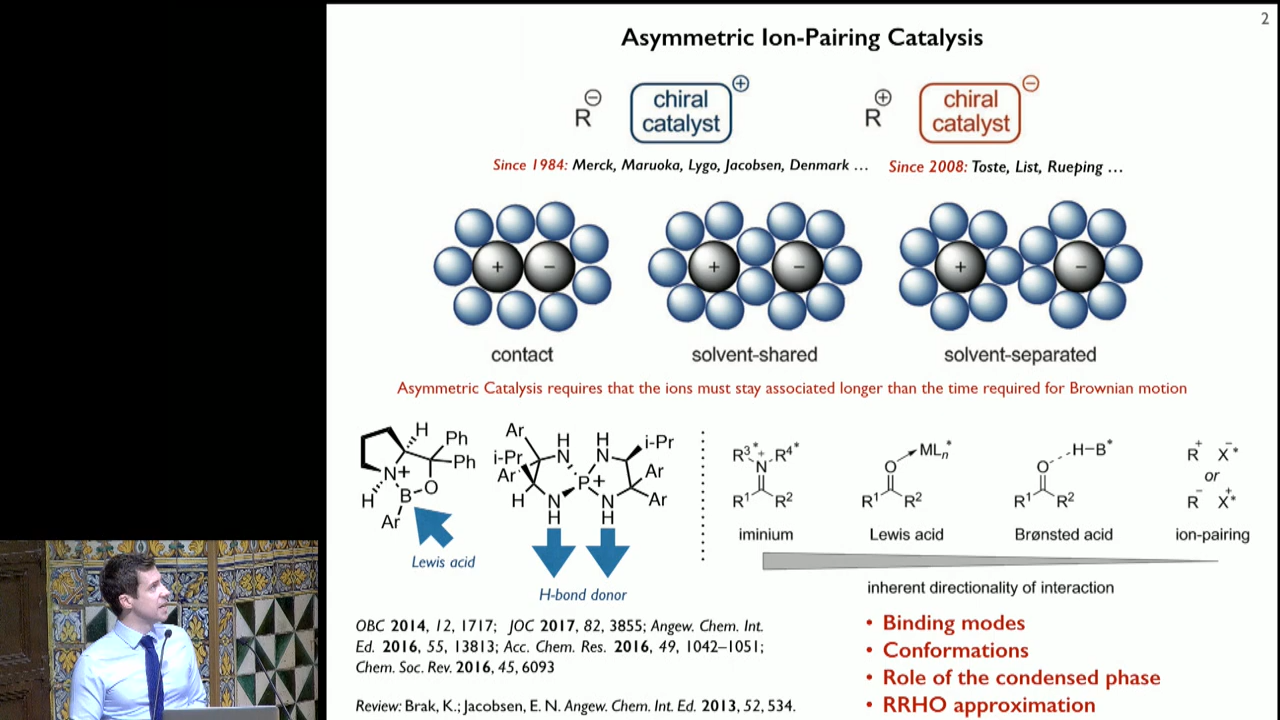 2
Asymmetric Ion-Pairing Catalysis
R ⊖ chiral catalyst ⊕
R ⊕ chiral catalyst ⊖
Since 1984: Merck, Maruoka, Lygo, Jacobsen, Denmark …
Since 2008: Toste, List, Rueping …
+ − + − + −
contact
solvent-shared
solvent-separated
Asymmetric Catalysis requires that the ions must stay associated longer than the time required for Brownian motion
H
Ph
Ph
N+
H
B
O
Ar
Lewis acid
Ar
H
H
i-Pr
i-Pr
N
N
Ar
Ar
P+
H
N
N
Ar
H
H
H-bond donor
R3* + R4*
N
R1 R2
iminium
MLn*
O
R1 R2
Lewis acid
H–B*
O
R1 R2
Brønsted acid
R+ X−*
or
R− X+*
ion-pairing
inherent directionality of interaction
OBC 2014, 12, 1717; JOC 2017, 82, 3855; Angew. Chem. Int.
Ed. 2016, 55, 13813; Acc. Chem. Res. 2016, 49, 1042–1051;
Chem. Soc. Rev. 2016, 45, 6093
Review: Brak, K.; Jacobsen, E. N. Angew. Chem. Int. Ed. 2013, 52, 534.
• Binding modes
• Conformations
• Role of the condensed phase
• RRHO approximation